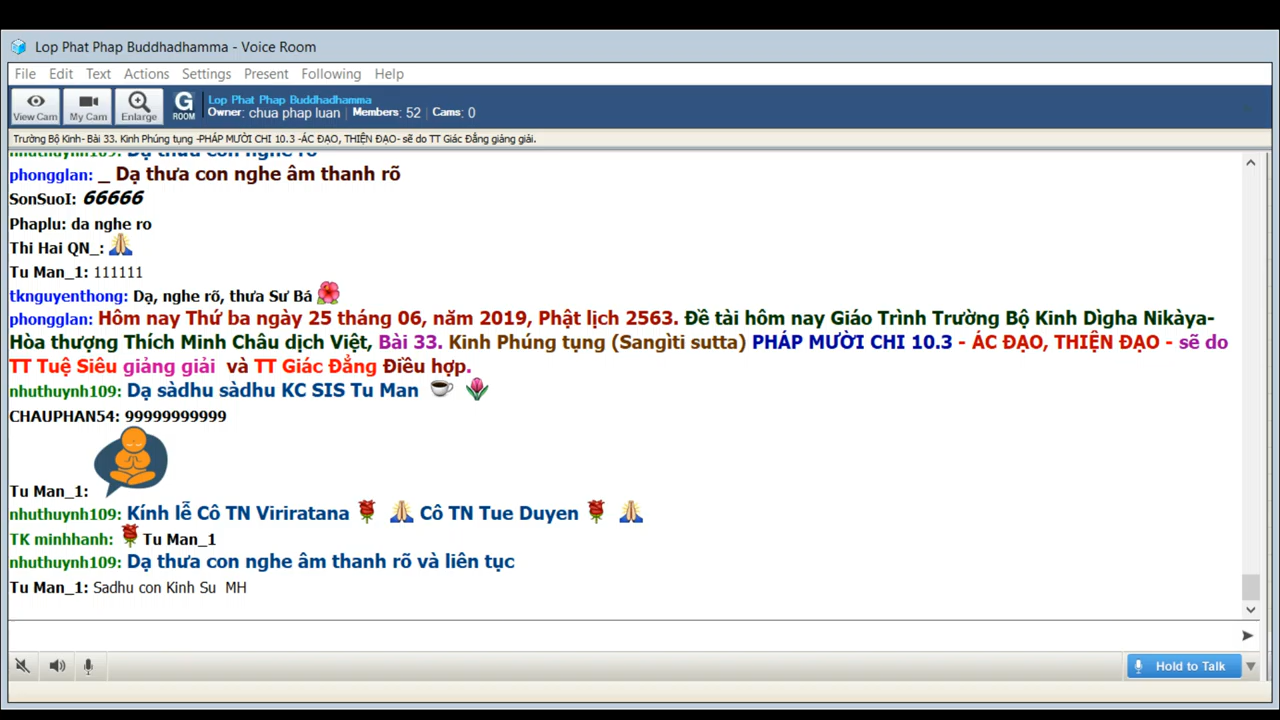 Lop Phat Phap Buddhadhamma - Voice Room
File Edit Text Actions Settings Present Following Help
View Cam My Cam Enlarge G ROOM Lop Phat Phap Buddhadhamma
Owner: chua phap luan | Members: 52 | Cams: 0
Trường Bộ Kinh- Bài 33. Kinh Phúng tụng -PHÁP MƯỜI CHI 10.3 -ÁC ĐẠO, THIỆN ĐẠO- sẽ do TT Giác Đẳng giảng giải.
nhuthuynh109: Dạ thưa con nghe rõ
phongglan: _ Dạ thưa con nghe âm thanh rõ
SonSuoI: 66666
Phaplu: da nghe ro
Thi Hai QN_:
Tu Man_1: 111111
tknguyenthong: Dạ, nghe rõ, thưa Sư Bá
phongglan: Hôm nay Thứ ba ngày 25 tháng 06, năm 2019, Phật lịch 2563. Đề tài hôm nay Giáo Trình Trường Bộ Kinh Dìgha Nikàya-
Hòa thượng Thích Minh Châu dịch Việt, Bài 33. Kinh Phúng tụng (Sangìti sutta) PHÁP MƯỜI CHI 10.3 - ÁC ĐẠO, THIỆN ĐẠO - sẽ do
TT Tuệ Siêu giảng giải và TT Giác Đẳng Điều hợp.
nhuthuynh109: Dạ sàdhu sàdhu KC SIS Tu Man
CHAUPHAN54: 99999999999
Tu Man_1:
nhuthuynh109: Kính lễ Cô TN Viriratana Cô TN Tue Duyen
TK minhhanh: Tu Man_1
nhuthuynh109: Dạ thưa con nghe âm thanh rõ và liên tục
Tu Man_1: Sadhu con Kinh Su MH
Hold to Talk